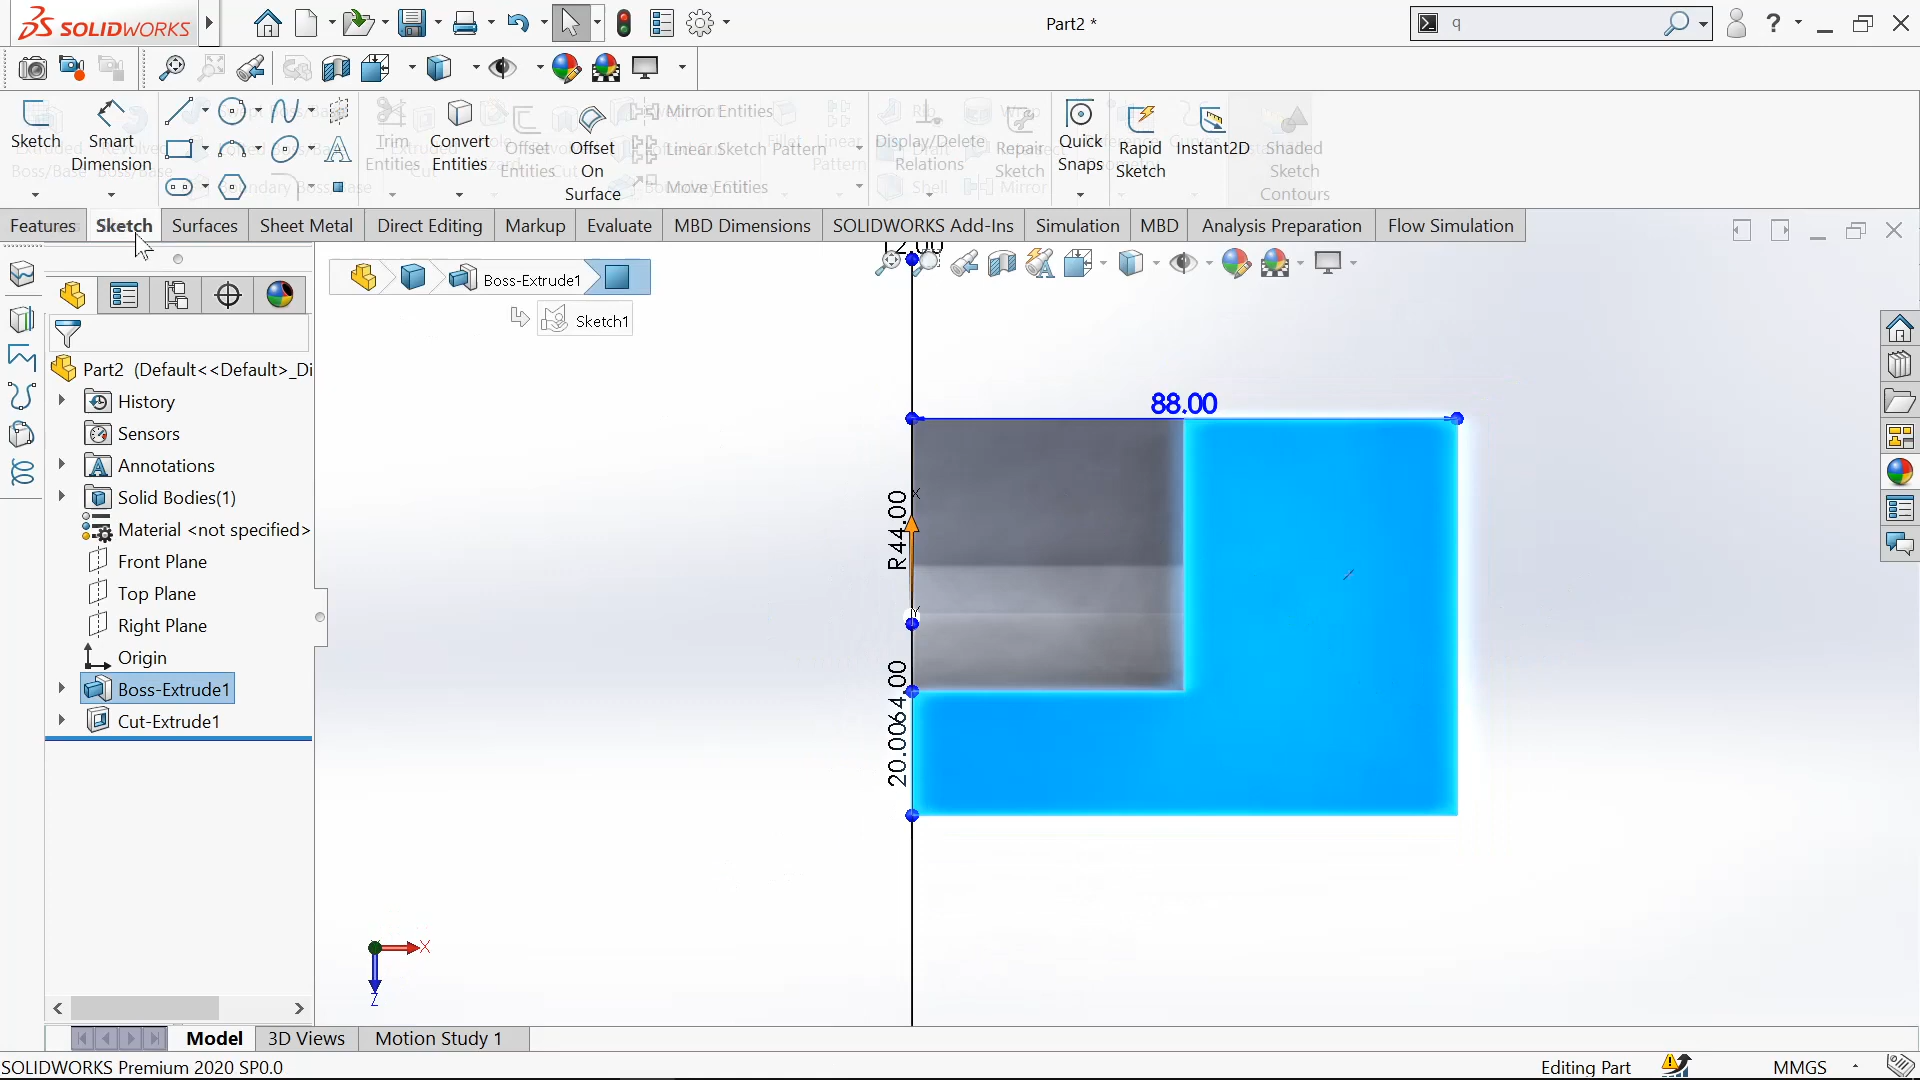 SOLIDWORKS
Part2 *
q
?
Sketch
Smart Dimension
Trim Entities
Convert Entities
Offset Entities
Offset On Surface
Mirror Entities
Linear Sketch Pattern
Move Entities
Display/Delete Relations
Repair Sketch
Quick Snaps
Rapid Sketch
Instant2D
Shaded Sketch Contours
Features
Sketch
Surfaces
Sheet Metal
Direct Editing
Markup
Evaluate
MBD Dimensions
SOLIDWORKS Add-Ins
Simulation
MBD
Analysis Preparation
Flow Simulation
Boss-Extrude1
Sketch1
Part2 (Default<<Default>_Di
History
Sensors
Annotations
Solid Bodies(1)
Material <not specified>
Front Plane
Top Plane
Right Plane
Origin
Boss-Extrude1
Cut-Extrude1
12.00
88.00
R44.00
64.00
20.00
X
Y
X
Z
Model
3D Views
Motion Study 1
SOLIDWORKS Premium 2020 SP0.0
Editing Part
MMGS